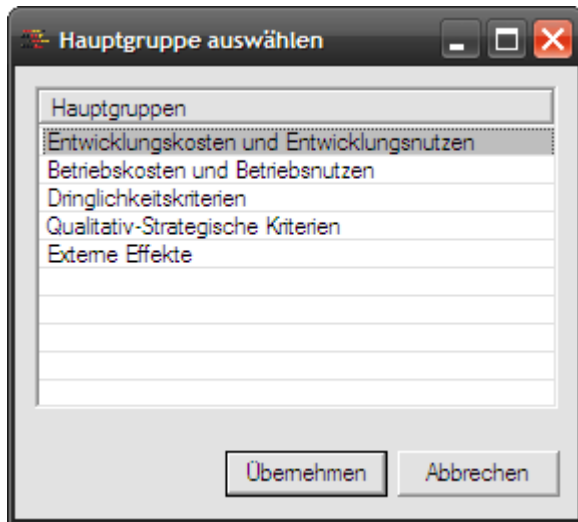 Hauptgruppe auswählen
Hauptgruppen
Entwicklungskosten und Entwicklungsnutzen
Betriebskosten und Betriebsnutzen
Dringlichkeitskriterien
Qualitativ-Strategische Kriterien
Externe Effekte
Übernehmen
Abbrechen